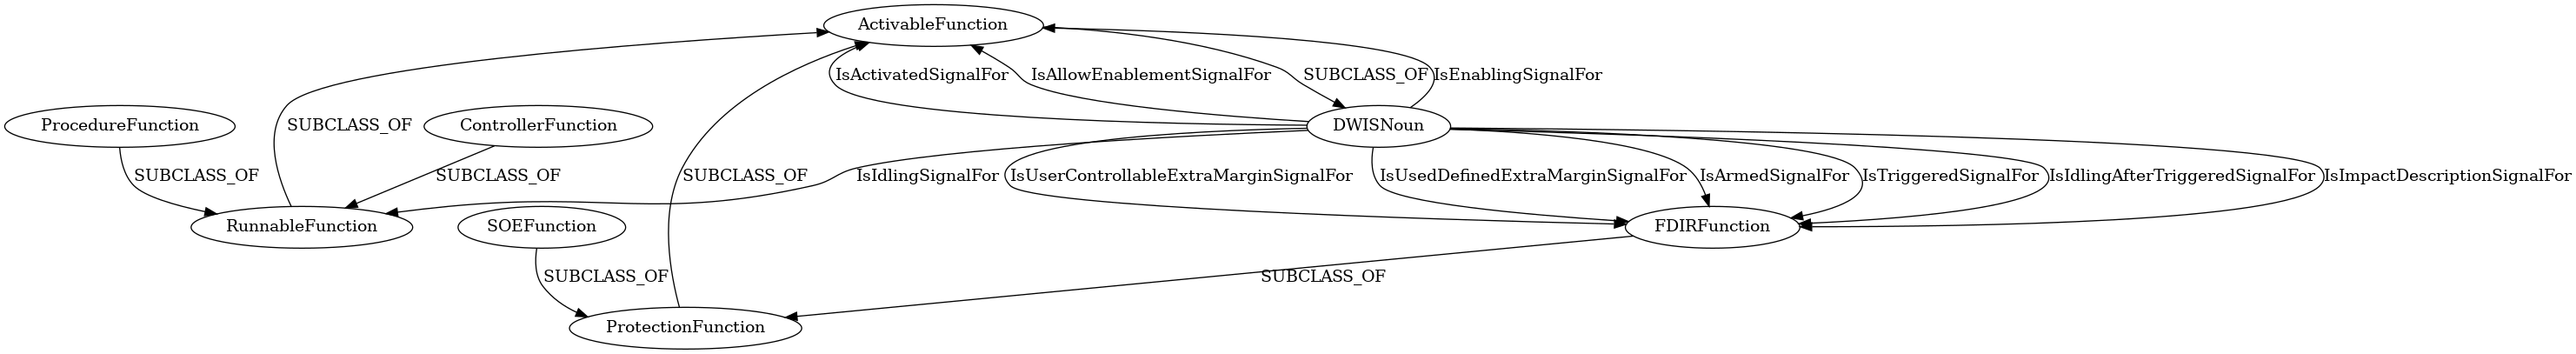 ActivableFunction
IsActivatedSignalFor
IsAllowEnablementSignalFor
SUBCLASS_OF
IsEnablingSignalFor
ProcedureFunction
SUBCLASS_OF
ControllerFunction
DWISNoun
SUBCLASS_OF
SUBCLASS_OF
SUBCLASS_OF
IsIdlingSignalFor
IsUserControllableExtraMarginSignalFor
IsUsedDefinedExtraMarginSignalFor
IsArmedSignalFor
IsTriggeredSignalFor
IsIdlingAfterTriggeredSignalFor
IsImpactDescriptionSignalFor
RunnableFunction
SOEFunction
FDIRFunction
SUBCLASS_OF
SUBCLASS_OF
ProtectionFunction